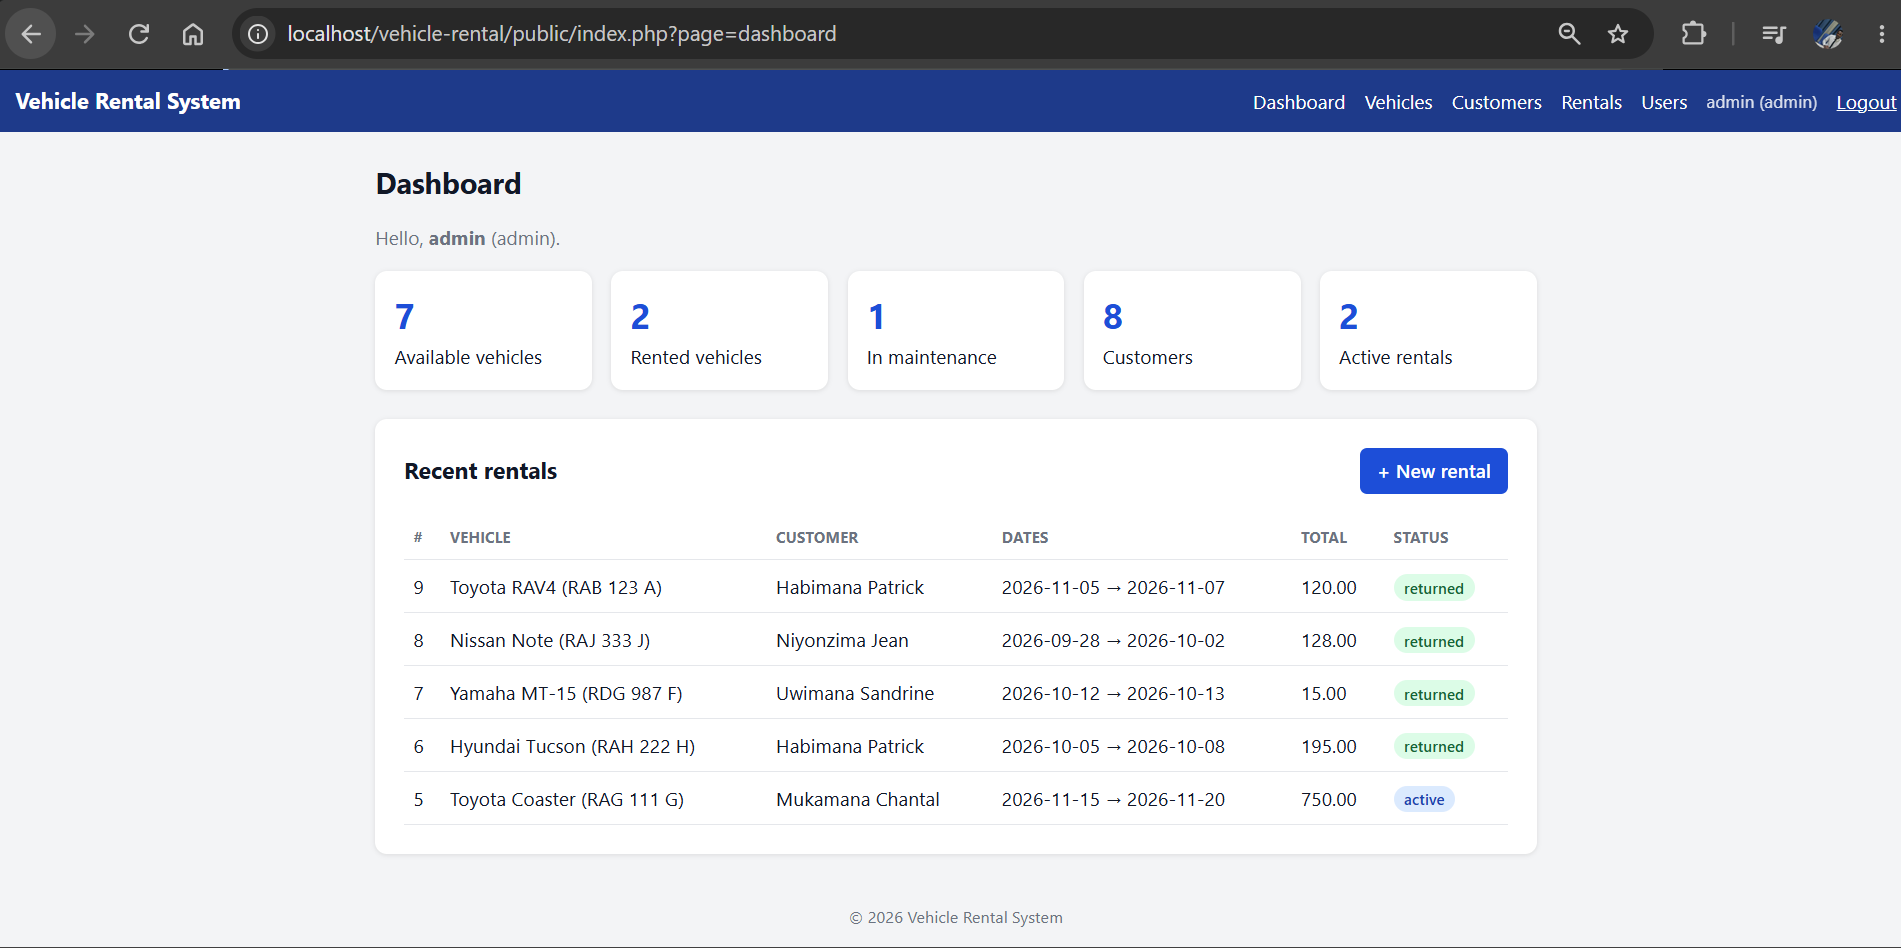 localhost/vehicle-rental/public/index.php?page=dashboard
Vehicle Rental System Dashboard Vehicles Customers Rentals Users admin (admin) Logout
Dashboard
Hello, admin (admin).
7 2 1 8 2
Available vehicles Rented vehicles In maintenance Customers Active rentals
Recent rentals + New rental
# VEHICLE CUSTOMER DATES TOTAL STATUS
9 Toyota RAV4 (RAB 123 A) Habimana Patrick 2026-11-05 → 2026-11-07 120.00 returned
8 Nissan Note (RAJ 333 J) Niyonzima Jean 2026-09-28 → 2026-10-02 128.00 returned
7 Yamaha MT-15 (RDG 987 F) Uwimana Sandrine 2026-10-12 → 2026-10-13 15.00 returned
6 Hyundai Tucson (RAH 222 H) Habimana Patrick 2026-10-05 → 2026-10-08 195.00 returned
5 Toyota Coaster (RAG 111 G) Mukamana Chantal 2026-11-15 → 2026-11-20 750.00 active
© 2026 Vehicle Rental System